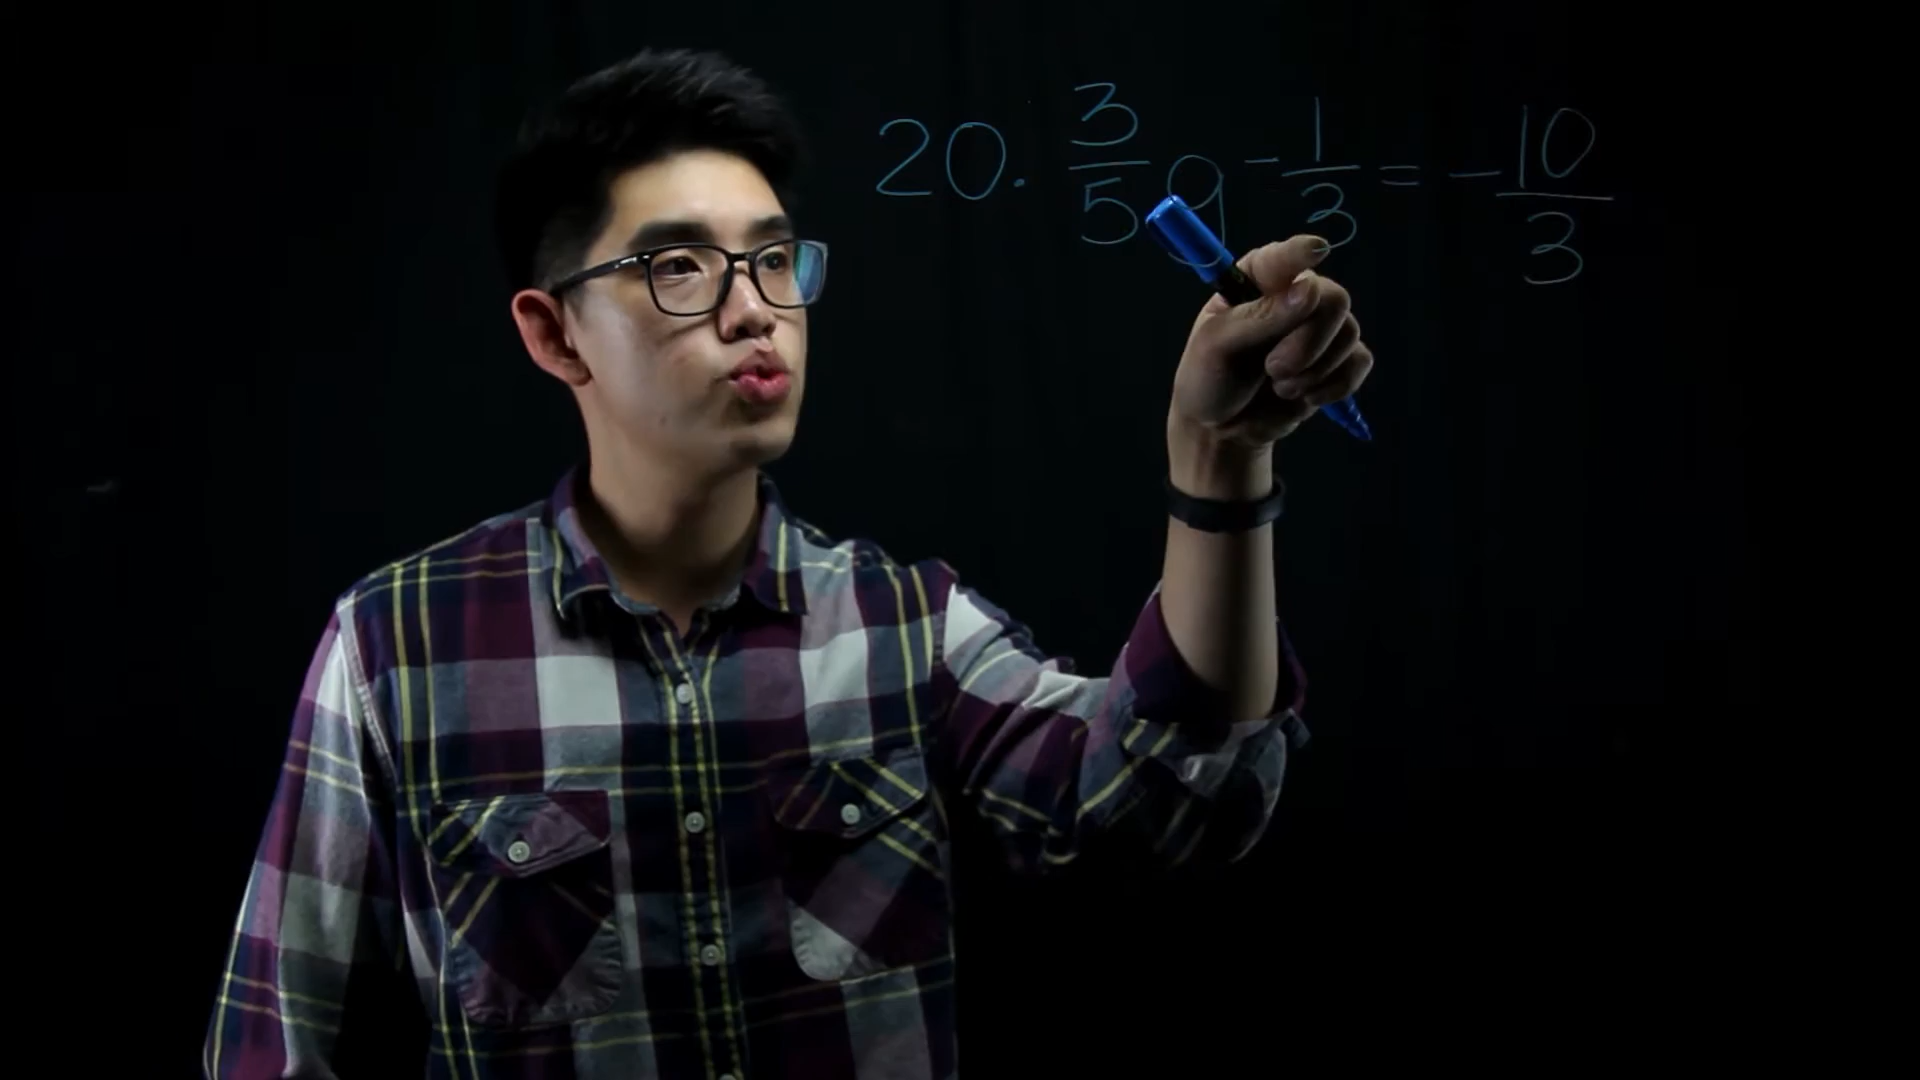 20. 3/5 g - 1/3 = - 10/3